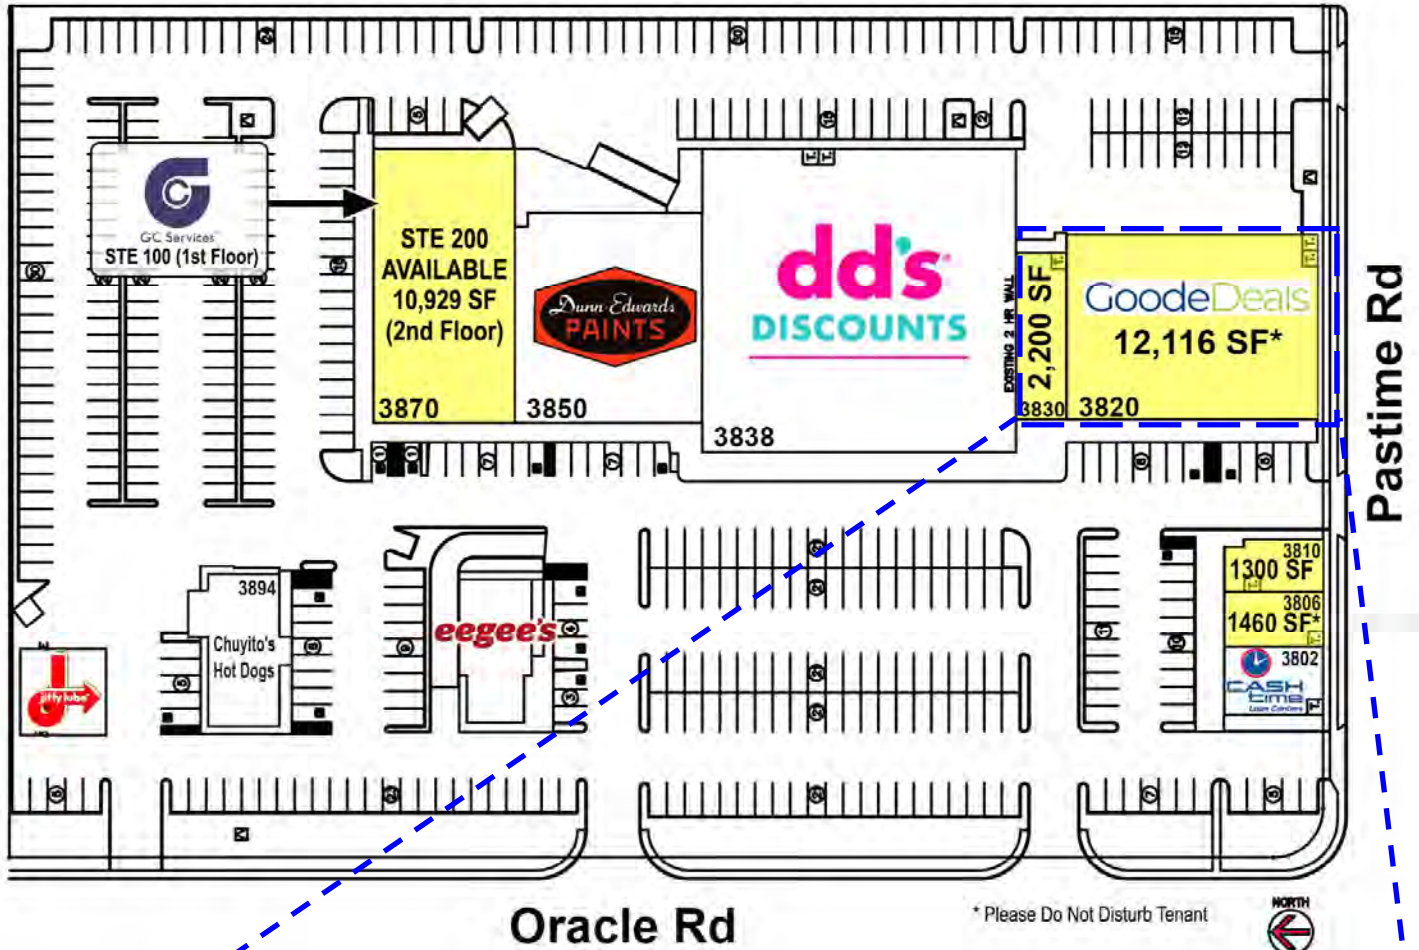 GC Services
STE 100 (1st Floor)
STE 200
AVAILABLE
10,929 SF
(2nd Floor)
3870
Dunn-Edwards
PAINTS
3850
dd's
DISCOUNTS
3838
EXISTING 2 HR WALL
2,200 SF
3830
GoodeDeals
12,116 SF*
3820
Pastime Rd
3810
1300 SF
3806
1460 SF*
3802
CASH
time
Loan Centers
3894
Chuyito's
Hot Dogs
eegee's
jiffy lube
Oracle Rd
* Please Do Not Disturb Tenant
NORTH